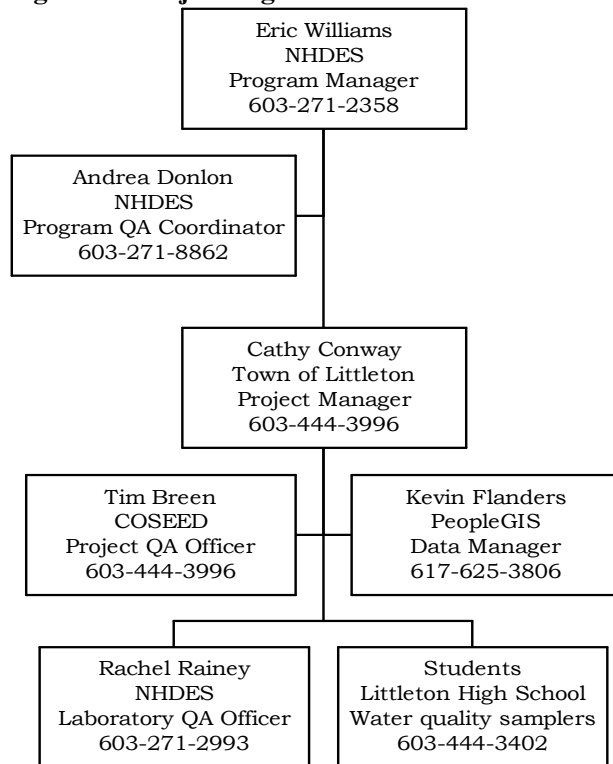 Eric Williams
NHDES
Program Manager
603-271-2358
Andrea Donlon
NHDES
Program QA Coordinator
603-271-8862
Cathy Conway
Town of Littleton
Project Manager
603-444-3996
Tim Breen
COSEED
Project QA Officer
603-444-3996
Kevin Flanders
PeopleGIS
Data Manager
617-625-3806
Rachel Rainey
NHDES
Laboratory QA Officer
603-271-2993
Students
Littleton High School
Water quality samplers
603-444-3402